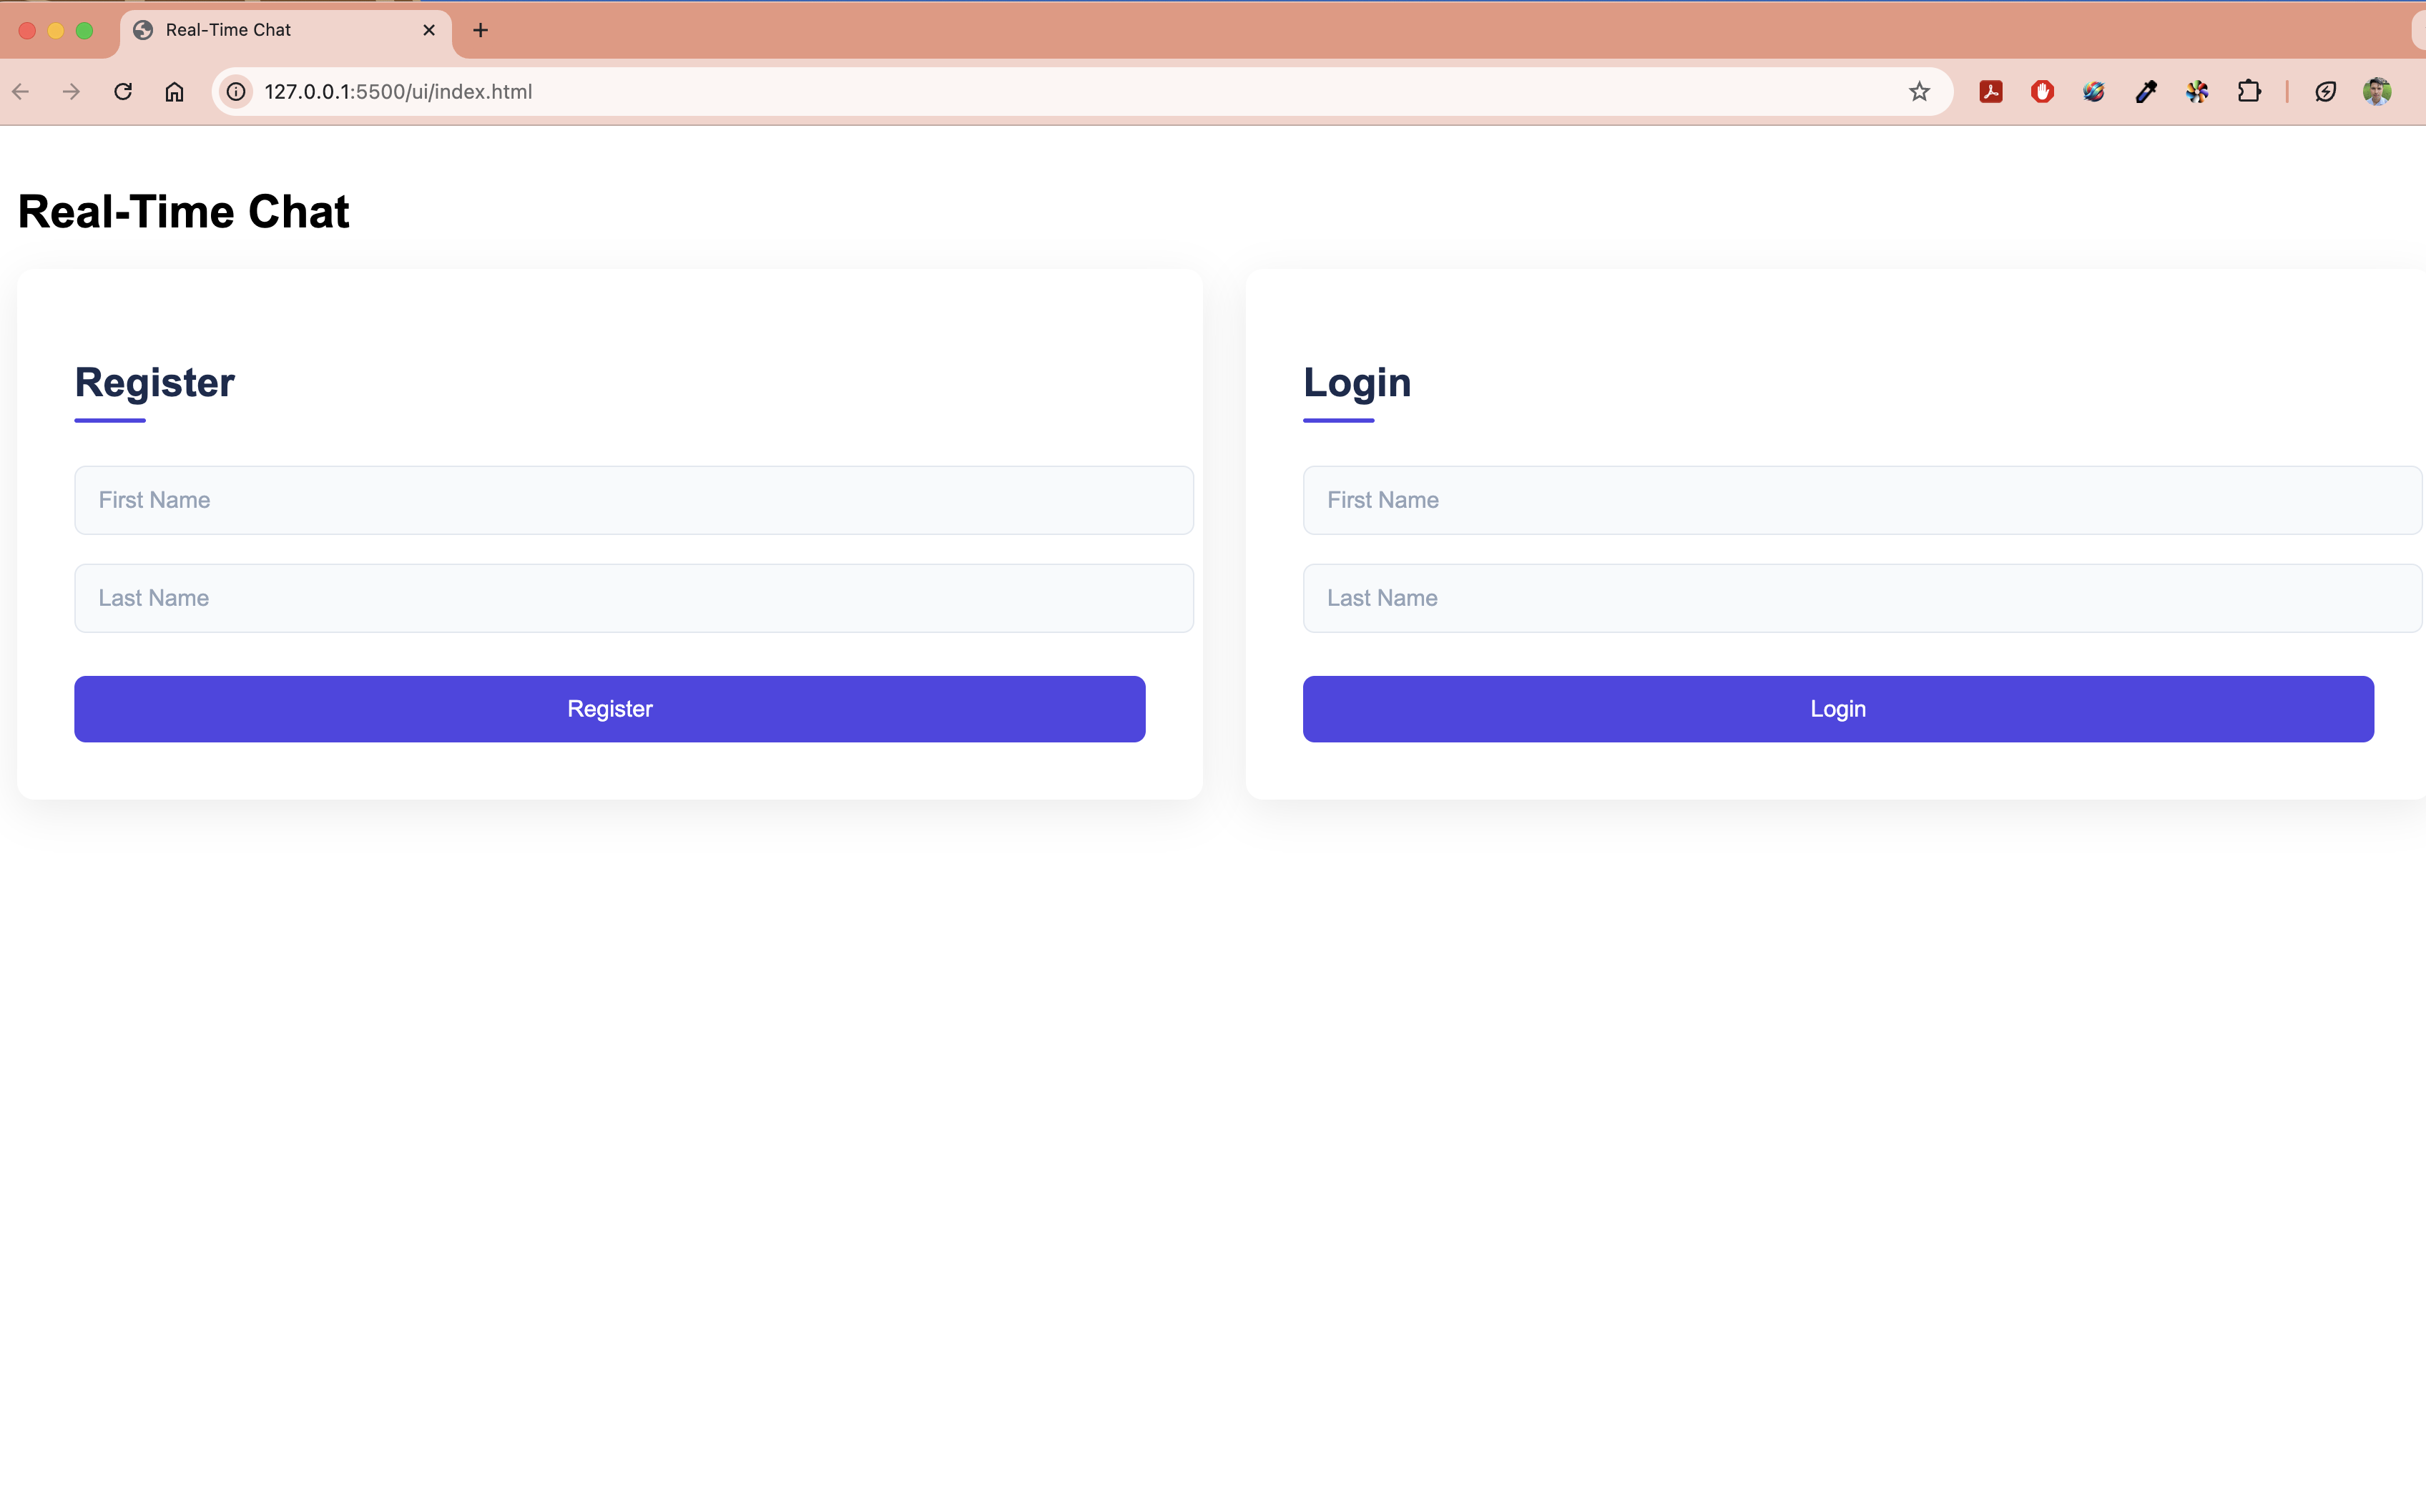 Real-Time Chat
127.0.0.1:5500/ui/index.html
Real-Time Chat
Register
First Name
Last Name
Register
Login
First Name
Last Name
Login